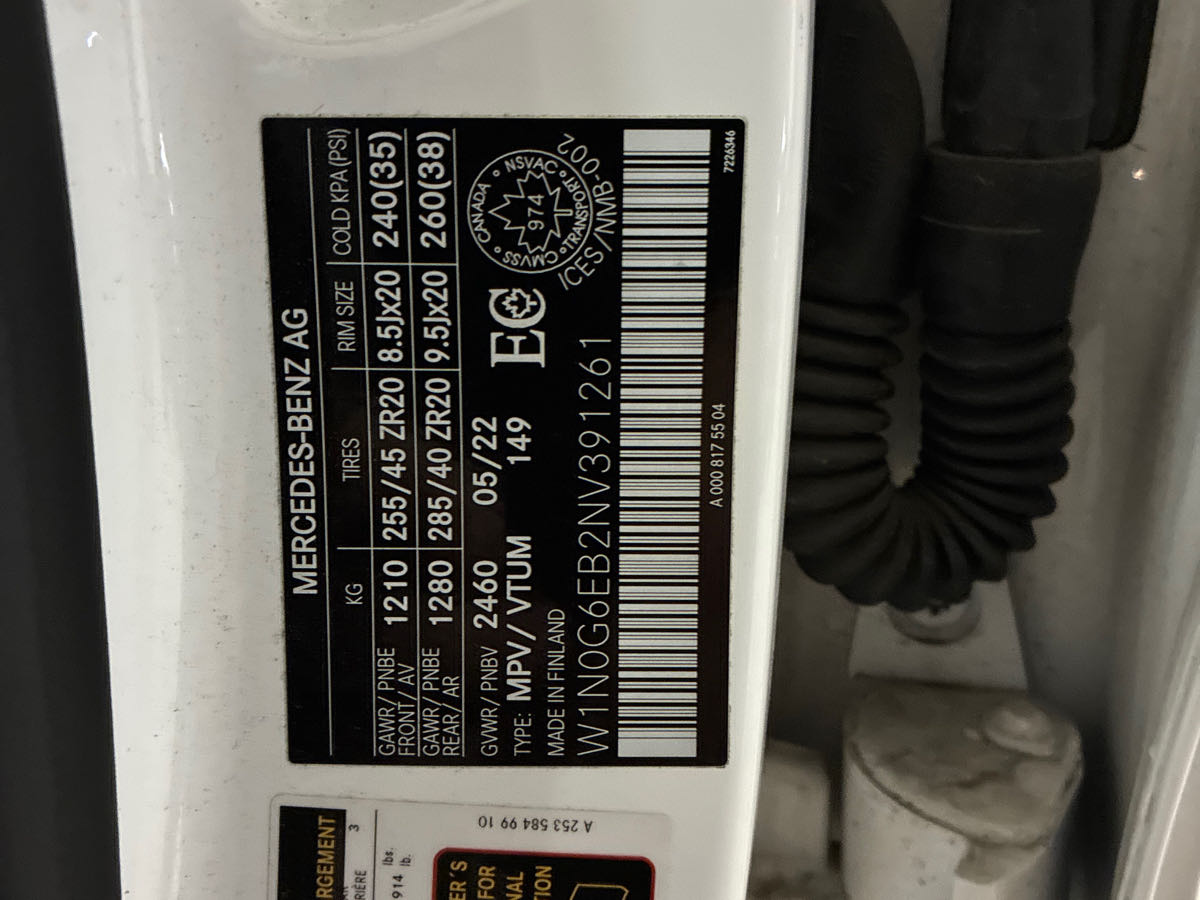 MERCEDES-BENZ AG
KG TIRES RIM SIZE COLD KPA(PSI)
GAWR/PNBE
FRONT/ AV 1210 255/45 ZR20 8.5Jx20 240(35)
GAWR/PNBE
REAR/ AR 1280 285/40 ZR20 9.5Jx20 260(38)
GVWR/PNBV 2460 05/22
TYPE: MPV/VTUM 149
EC
MADE IN FINLAND
CANADA • NSVAC • TRANSPORT • CMVSS •
974
ICES/NMB-002
W1N0G6EB2NV391261
A 000 817 55 04
7226346
RGEMENT
RIÈRE 3
914 lbs.
lb.
A 253 584 99 10
ER'S
FOR
NAL
TION